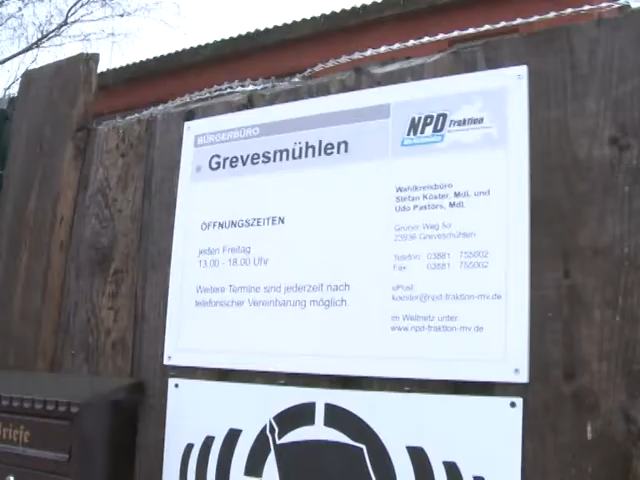 BÜRGERBÜRO
Grevesmühlen
NPD Fraktion
ÖFFNUNGSZEITEN
jeden Freitag
13.00 - 18.00 Uhr
Weitere Termine sind jederzeit nach
telefonischer Vereinbarung möglich.
Wahlkreisbüro
Stefan Köster, MdL und
Udo Pastörs, MdL
Grüner Weg 5a
23936 Grevesmühlen
Telefon: 03881 755002
Fax: 03881 755002
ePost:
koester@npd-fraktion-mv.de
im Weltnetz unter:
www.npd-fraktion-mv.de
Briefe